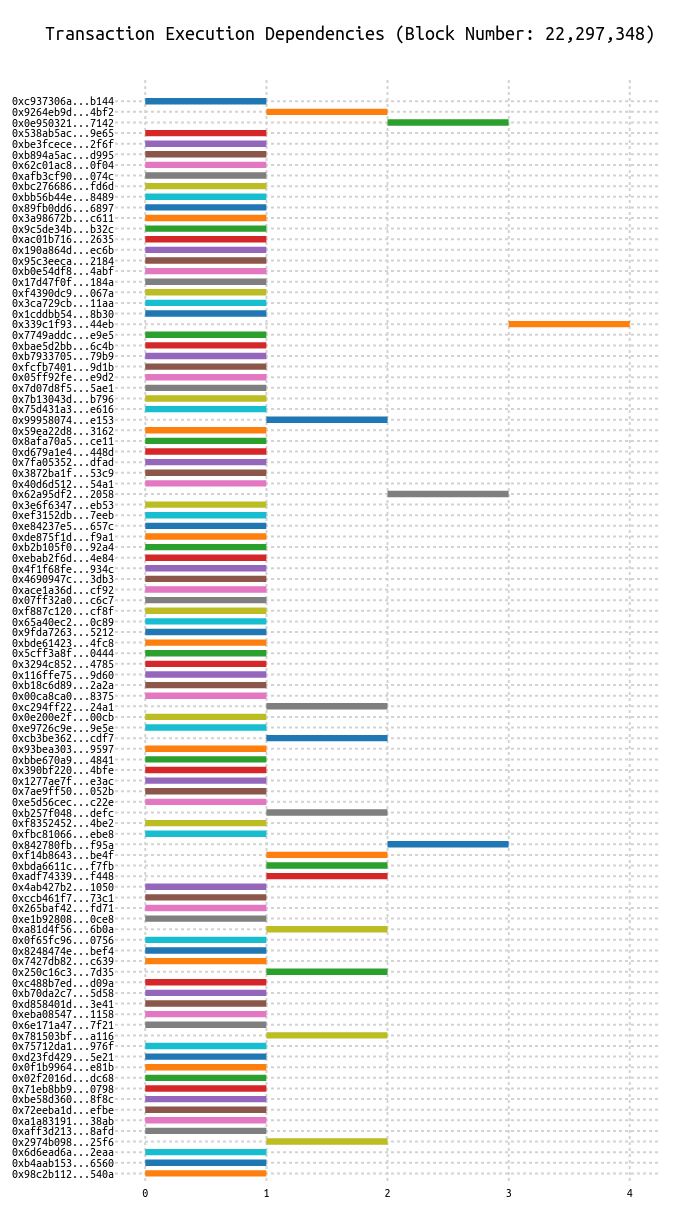 Transaction Execution Dependencies (Block Number: 22,297,348)
0xc937306a...b144
0x9264eb9d...4bf2
0x0e950321...7142
0x538ab5ac...9e65
0xbe3fcece...2f6f
0xb894a5ac...d995
0x62c01ac8...0f04
0xafb3cf90...074c
0xbc276686...fd6d
0xbb56b44e...8489
0x89fb0dd6...6897
0x3a98672b...c611
0x9c5de34b...b32c
0xac01b716...2635
0x190a864d...ec6b
0x95c3eeca...2184
0xb0e54df8...4abf
0x17d47f0f...184a
0xf4390dc9...067a
0x3ca729cb...11aa
0x1cddbb54...8b30
0x339c1f93...44eb
0x7749addc...e9e5
0xbae5d2bb...6c4b
0xb7933705...79b9
0xfcfb7401...9d1b
0x05ff92fe...e9d2
0x7d07d8f5...5ae1
0x7b13043d...b796
0x75d431a3...e616
0x99958074...e153
0x59ea22d8...3162
0x8afa70a5...ce11
0xd679a1e4...448d
0x7fa05352...dfad
0x3872ba1f...53c9
0x40d6d512...54a1
0x62a95df2...2058
0x3e6f6347...eb53
0xef3152db...7eeb
0xe84237e5...657c
0xde875f1d...f9a1
0xb2b105f0...92a4
0xebab2f6d...4e84
0x4f1f68fe...934c
0x4690947c...3db3
0xace1a36d...cf92
0x07ff32a0...c6c7
0xf887c120...cf8f
0x65a40ec2...0c89
0x9fda7263...5212
0xbde61423...4fc8
0x5cff3a8f...0444
0x3294c852...4785
0x116ffe75...9d60
0xb18c6d89...2a2a
0x00ca8ca0...8375
0xc294ff22...24a1
0x0e200e2f...00cb
0xe9726c9e...9e5e
0xcb3be362...cdf7
0x93bea303...9597
0xbbe670a9...4841
0x390bf220...4bfe
0x1277ae7f...e3ac
0x7ae9ff50...052b
0xe5d56cec...c22e
0xb257f048...defc
0xf8352452...4be2
0xfbc81066...ebe8
0x842780fb...f95a
0xf14b8643...be4f
0xbda6611c...f7fb
0xadf74339...f448
0x4ab427b2...1050
0xccb461f7...73c1
0x265baf42...fd71
0xe1b92808...0ce8
0xa81d4f56...6b0a
0x0f65fc96...0756
0x8248474e...bef4
0x7427db82...c639
0x250c16c3...7d35
0xc488b7ed...d09a
0xb70da2c7...5d58
0xd858401d...3e41
0xeba08547...1158
0x6e171a47...7f21
0x781503bf...a116
0x75712da1...976f
0xd23fd429...5e21
0x0f1b9964...e81b
0x02f2016d...dc68
0x71eb8bb9...0798
0xbe58d360...8f8c
0x72eeba1d...efbe
0xa1a83191...38ab
0xaff3d213...8afd
0x2974b098...25f6
0x6d6ead6a...2eaa
0xb4aab153...6560
0x98c2b112...540a
0 1 2 3 4